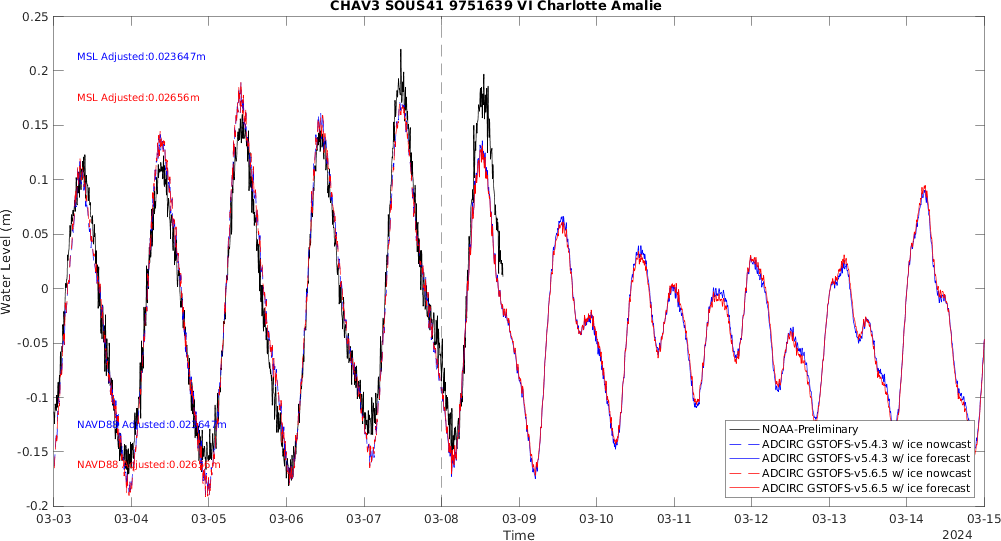 CHAV3 SOUS41 9751639 VI Charlotte Amalie
0.25
0.2
0.15
0.1
0.05
0
-0.05
-0.1
-0.15
-0.2
Water Level (m)
MSL Adjusted:0.023647m
MSL Adjusted:0.02656m
NAVD88 Adjusted:0.023647m
NAVD88 Adjusted:0.02656m
NOAA-Preliminary
ADCIRC GSTOFS-v5.4.3 w/ ice nowcast
ADCIRC GSTOFS-v5.4.3 w/ ice forecast
ADCIRC GSTOFS-v5.6.5 w/ ice nowcast
ADCIRC GSTOFS-v5.6.5 w/ ice forecast
03-03 03-04 03-05 03-06 03-07 03-08 03-09 03-10 03-11 03-12 03-13 03-14 03-15
Time
2024